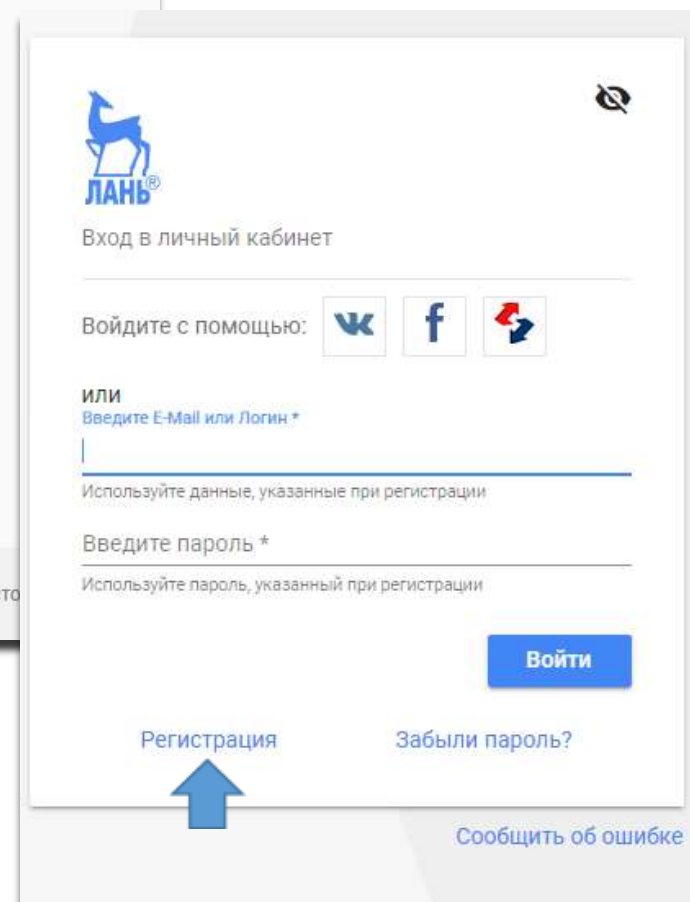 ЛАНЬ®
Вход в личный кабинет
Войдите с помощью:
или
Введите E-Mail или Логин *
Используйте данные, указанные при регистрации
Введите пароль *
Используйте пароль, указанный при регистрации
Войти
Регистрация Забыли пароль?
Сообщить об ошибке